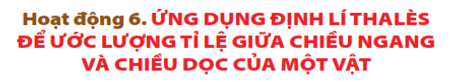 Hoạt động 6. ỨNG DỤNG ĐỊNH LÍ THALÈS
ĐỂ ƯỚC LƯỢNG TỈ LỆ GIỮA CHIỀU NGANG
VÀ CHIỀU DỌC CỦA MỘT VẬT